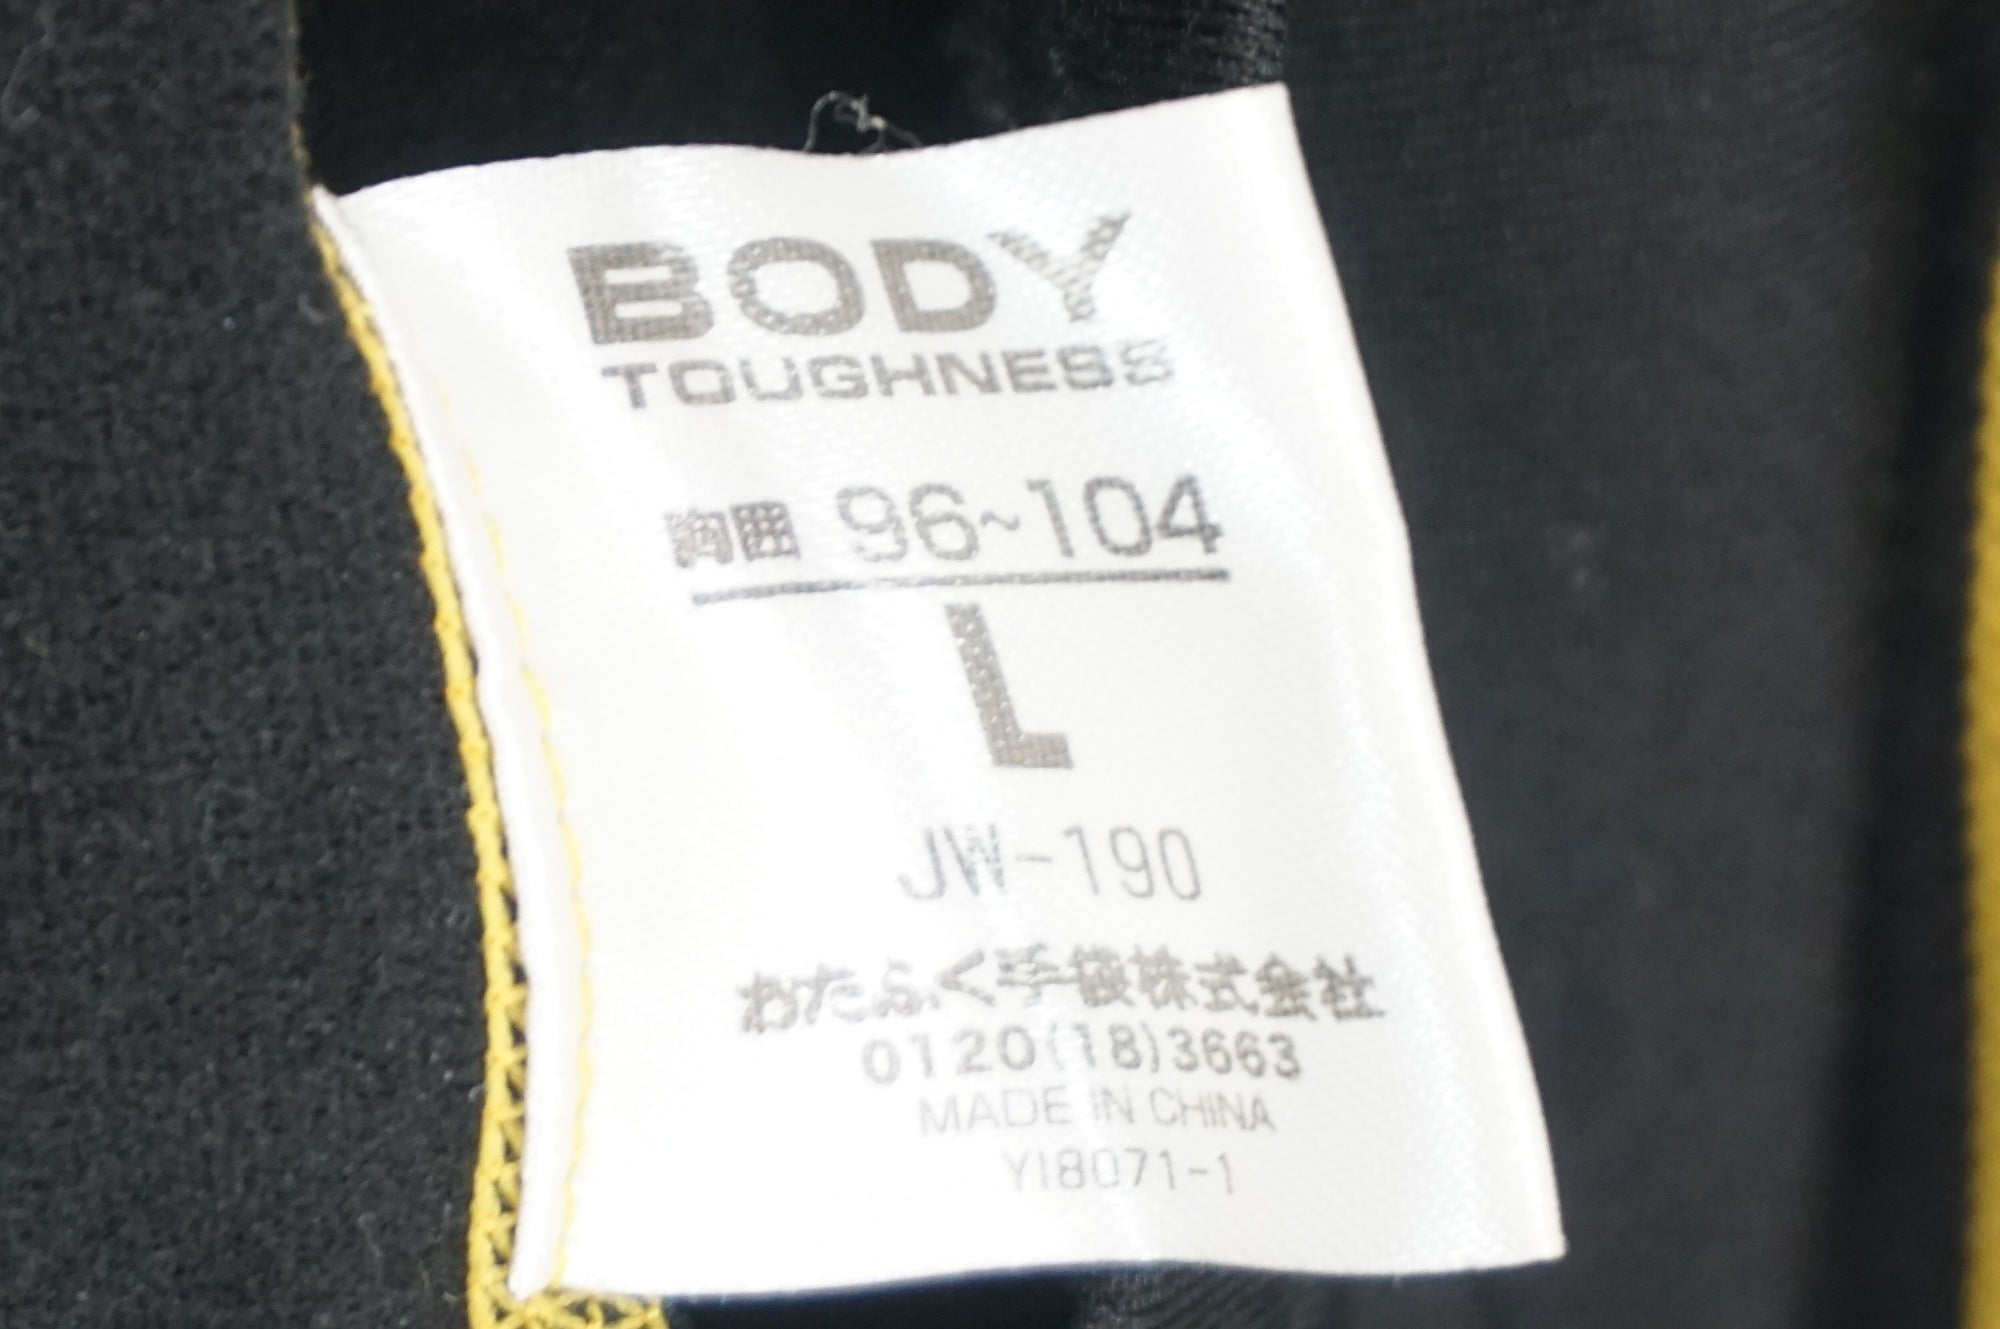 BODY
TOUGHNESS
胸囲 96~104
L
JW-190
おたふく手袋株式会社
0120(18)3663
MADE IN CHINA
YI8071-1